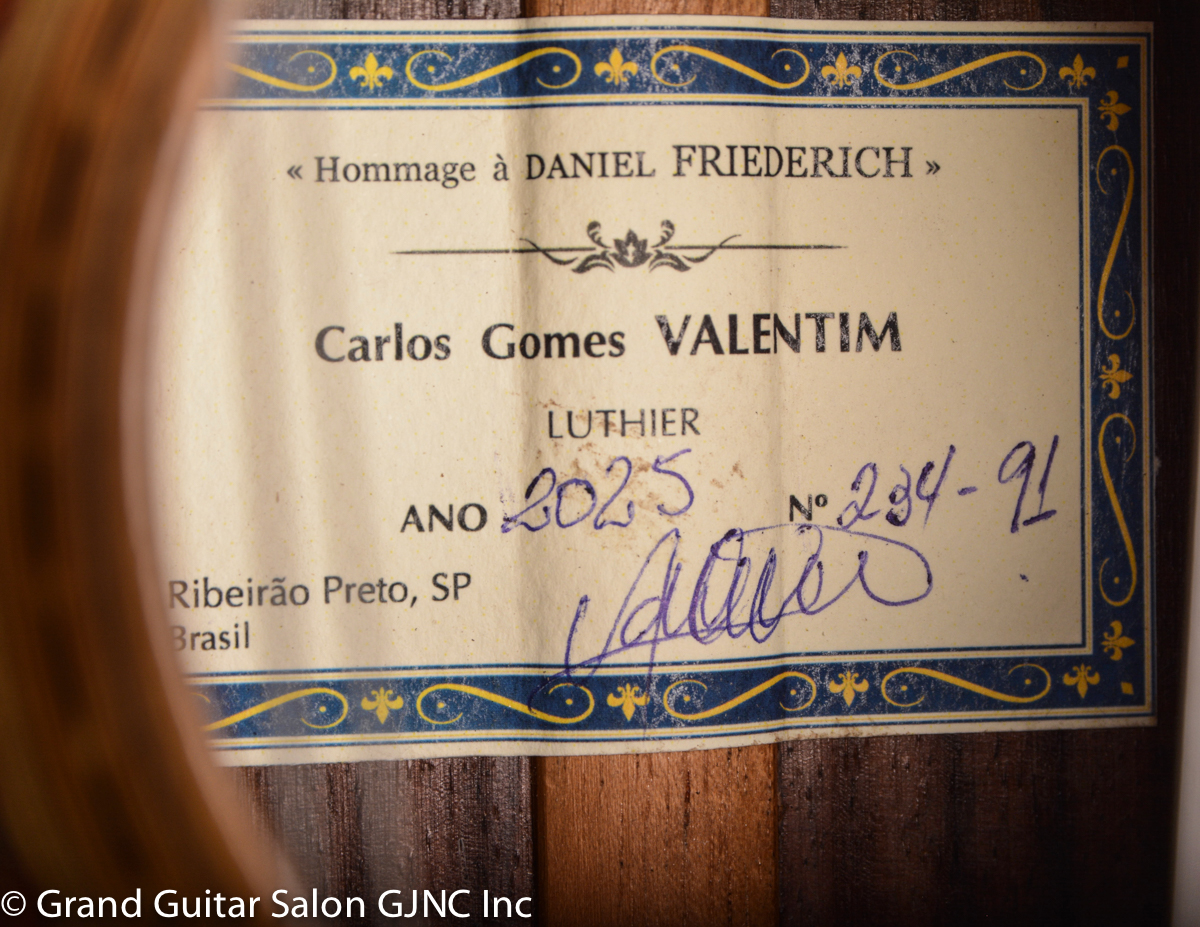 « Hommage à DANIEL FRIEDERICH »
Carlos Gomes VALENTIM
LUTHIER
ANO 2025 Nº 234-91
Ribeirão Preto, SP
Brasil
© Grand Guitar Salon GJNC Inc